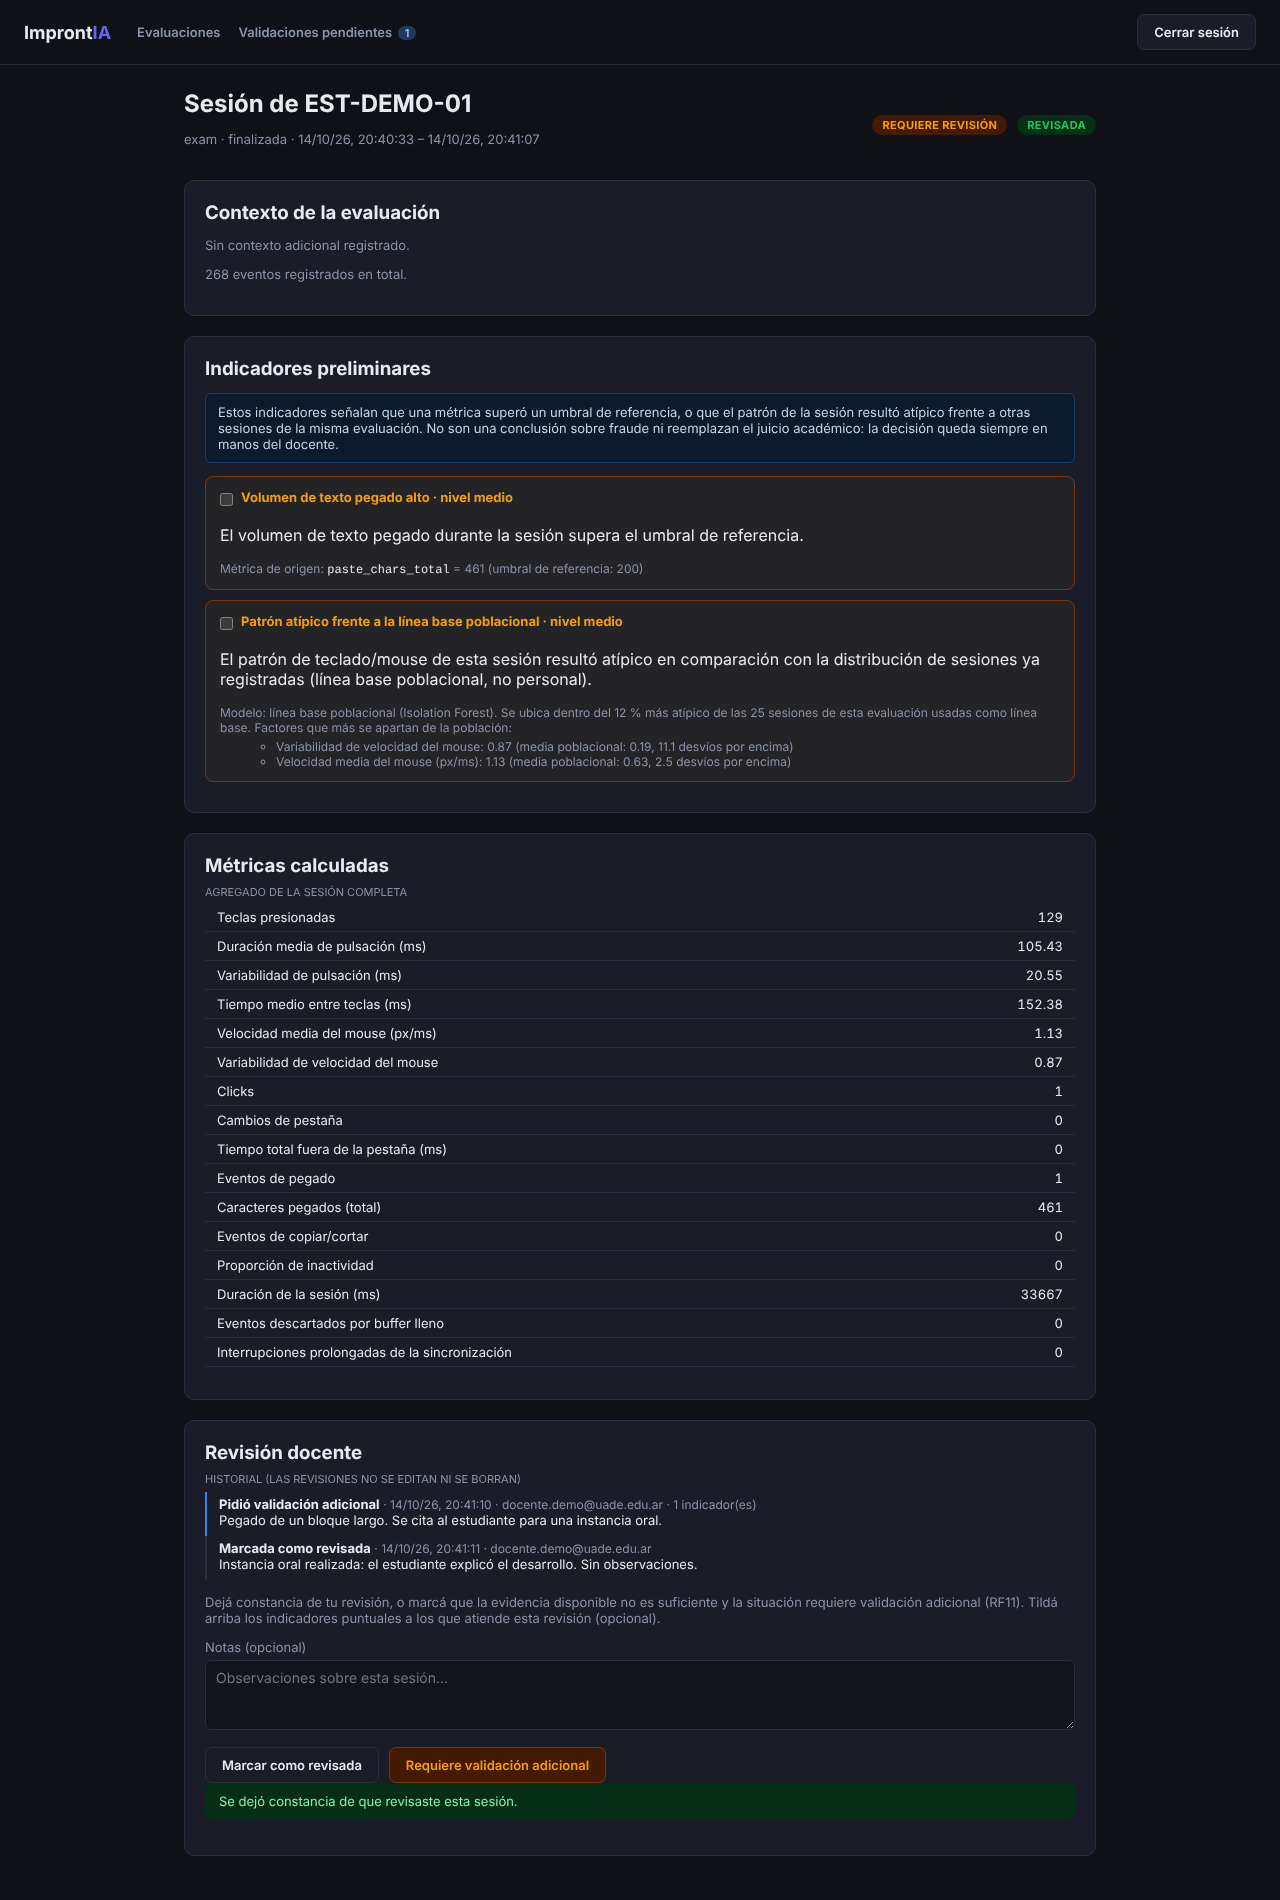 ImprontIA
Evaluaciones
Validaciones pendientes 1
Cerrar sesión
Sesión de EST-DEMO-01
exam · finalizada · 14/10/26, 20:40:33 – 14/10/26, 20:41:07
REQUIERE REVISIÓN
REVISADA
Contexto de la evaluación
Sin contexto adicional registrado.
268 eventos registrados en total.
Indicadores preliminares
Estos indicadores señalan que una métrica superó un umbral de referencia, o que el patrón de la sesión resultó atípico frente a otras
sesiones de la misma evaluación. No son una conclusión sobre fraude ni reemplazan el juicio académico: la decisión queda siempre en
manos del docente.
Volumen de texto pegado alto · nivel medio
El volumen de texto pegado durante la sesión supera el umbral de referencia.
Métrica de origen: paste_chars_total = 461 (umbral de referencia: 200)
Patrón atípico frente a la línea base poblacional · nivel medio
El patrón de teclado/mouse de esta sesión resultó atípico en comparación con la distribución de sesiones ya
registradas (línea base poblacional, no personal).
Modelo: línea base poblacional (Isolation Forest). Se ubica dentro del 12 % más atípico de las 25 sesiones de esta evaluación usadas como línea
base. Factores que más se apartan de la población:
Variabilidad de velocidad del mouse: 0.87 (media poblacional: 0.19, 11.1 desvíos por encima)
Velocidad media del mouse (px/ms): 1.13 (media poblacional: 0.63, 2.5 desvíos por encima)
Métricas calculadas
AGREGADO DE LA SESIÓN COMPLETA
Teclas presionadas 129
Duración media de pulsación (ms) 105.43
Variabilidad de pulsación (ms) 20.55
Tiempo medio entre teclas (ms) 152.38
Velocidad media del mouse (px/ms) 1.13
Variabilidad de velocidad del mouse 0.87
Clicks 1
Cambios de pestaña 0
Tiempo total fuera de la pestaña (ms) 0
Eventos de pegado 1
Caracteres pegados (total) 461
Eventos de copiar/cortar 0
Proporción de inactividad 0
Duración de la sesión (ms) 33667
Eventos descartados por buffer lleno 0
Interrupciones prolongadas de la sincronización 0
Revisión docente
HISTORIAL (LAS REVISIONES NO SE EDITAN NI SE BORRAN)
Pidió validación adicional · 14/10/26, 20:41:10 · docente.demo@uade.edu.ar · 1 indicador(es)
Pegado de un bloque largo. Se cita al estudiante para una instancia oral.
Marcada como revisada · 14/10/26, 20:41:11 · docente.demo@uade.edu.ar
Instancia oral realizada: el estudiante explicó el desarrollo. Sin observaciones.
Dejá constancia de tu revisión, o marcá que la evidencia disponible no es suficiente y la situación requiere validación adicional (RF11). Tildá
arriba los indicadores puntuales a los que atiende esta revisión (opcional).
Notas (opcional)
Observaciones sobre esta sesión...
Marcar como revisada
Requiere validación adicional
Se dejó constancia de que revisaste esta sesión.